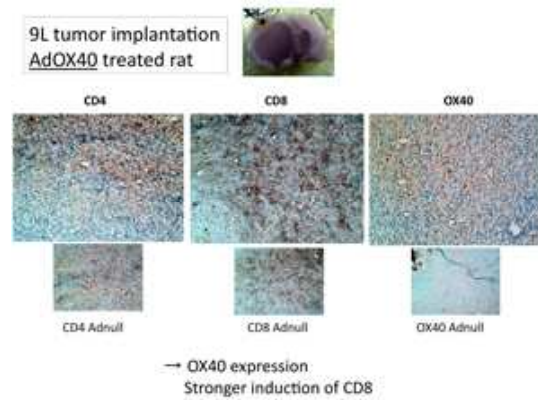 9L tumor implantation
AdOX40 treated rat
CD4 CD8 OX40
CD4 Adnull CD8 Adnull OX40 Adnull
→ OX40 expression
Stronger induction of CD8